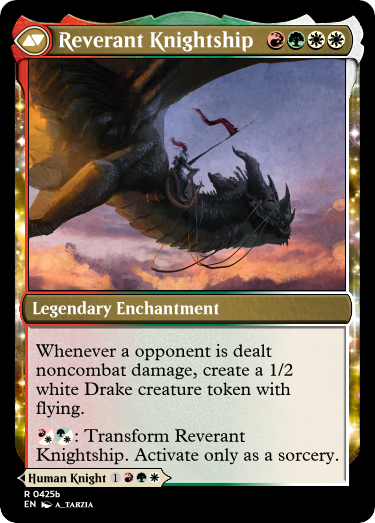 Reverant Knightship
Legendary Enchantment
Whenever a opponent is dealt
noncombat damage, create a 1/2
white Drake creature token with
flying.
: Transform Reverant
Knightship. Activate only as a sorcery.
Human Knight 1
R 0425b
EN A_TARZIA